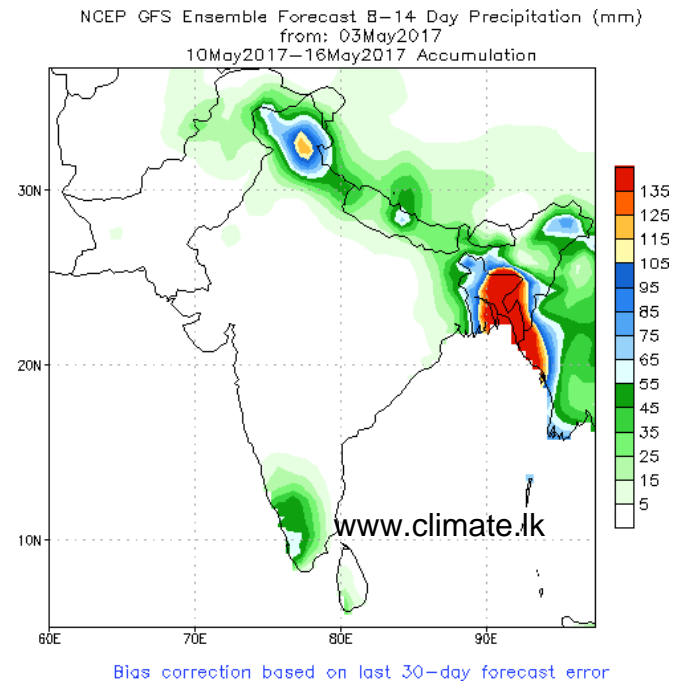 NCEP GFS Ensemble Forecast 8-14 Day Precipitation (mm)
from: 03May2017
10May2017-16May2017 Accumulation
30N
20N
10N
60E
70E
80E
90E
135
125
115
105
95
85
75
65
55
45
35
25
15
5
www.climate.lk
Bias correction based on last 30-day forecast error